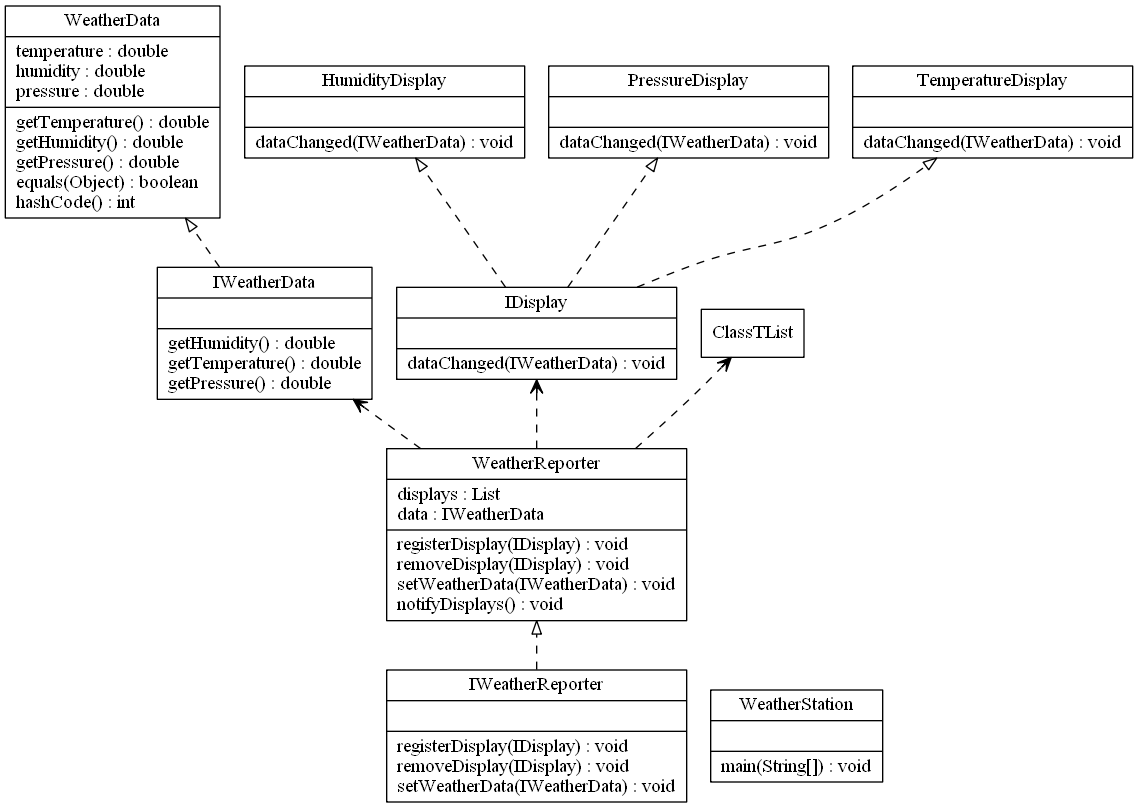 WeatherData
temperature : double
humidity : double
pressure : double
getTemperature() : double
getHumidity() : double
getPressure() : double
equals(Object) : boolean
hashCode() : int
HumidityDisplay
dataChanged(IWeatherData) : void
PressureDisplay
dataChanged(IWeatherData) : void
TemperatureDisplay
dataChanged(IWeatherData) : void
IWeatherData
getHumidity() : double
getTemperature() : double
getPressure() : double
IDisplay
dataChanged(IWeatherData) : void
ClassTList
WeatherReporter
displays : List
data : IWeatherData
registerDisplay(IDisplay) : void
removeDisplay(IDisplay) : void
setWeatherData(IWeatherData) : void
notifyDisplays() : void
IWeatherReporter
registerDisplay(IDisplay) : void
removeDisplay(IDisplay) : void
setWeatherData(IWeatherData) : void
WeatherStation
main(String[]) : void